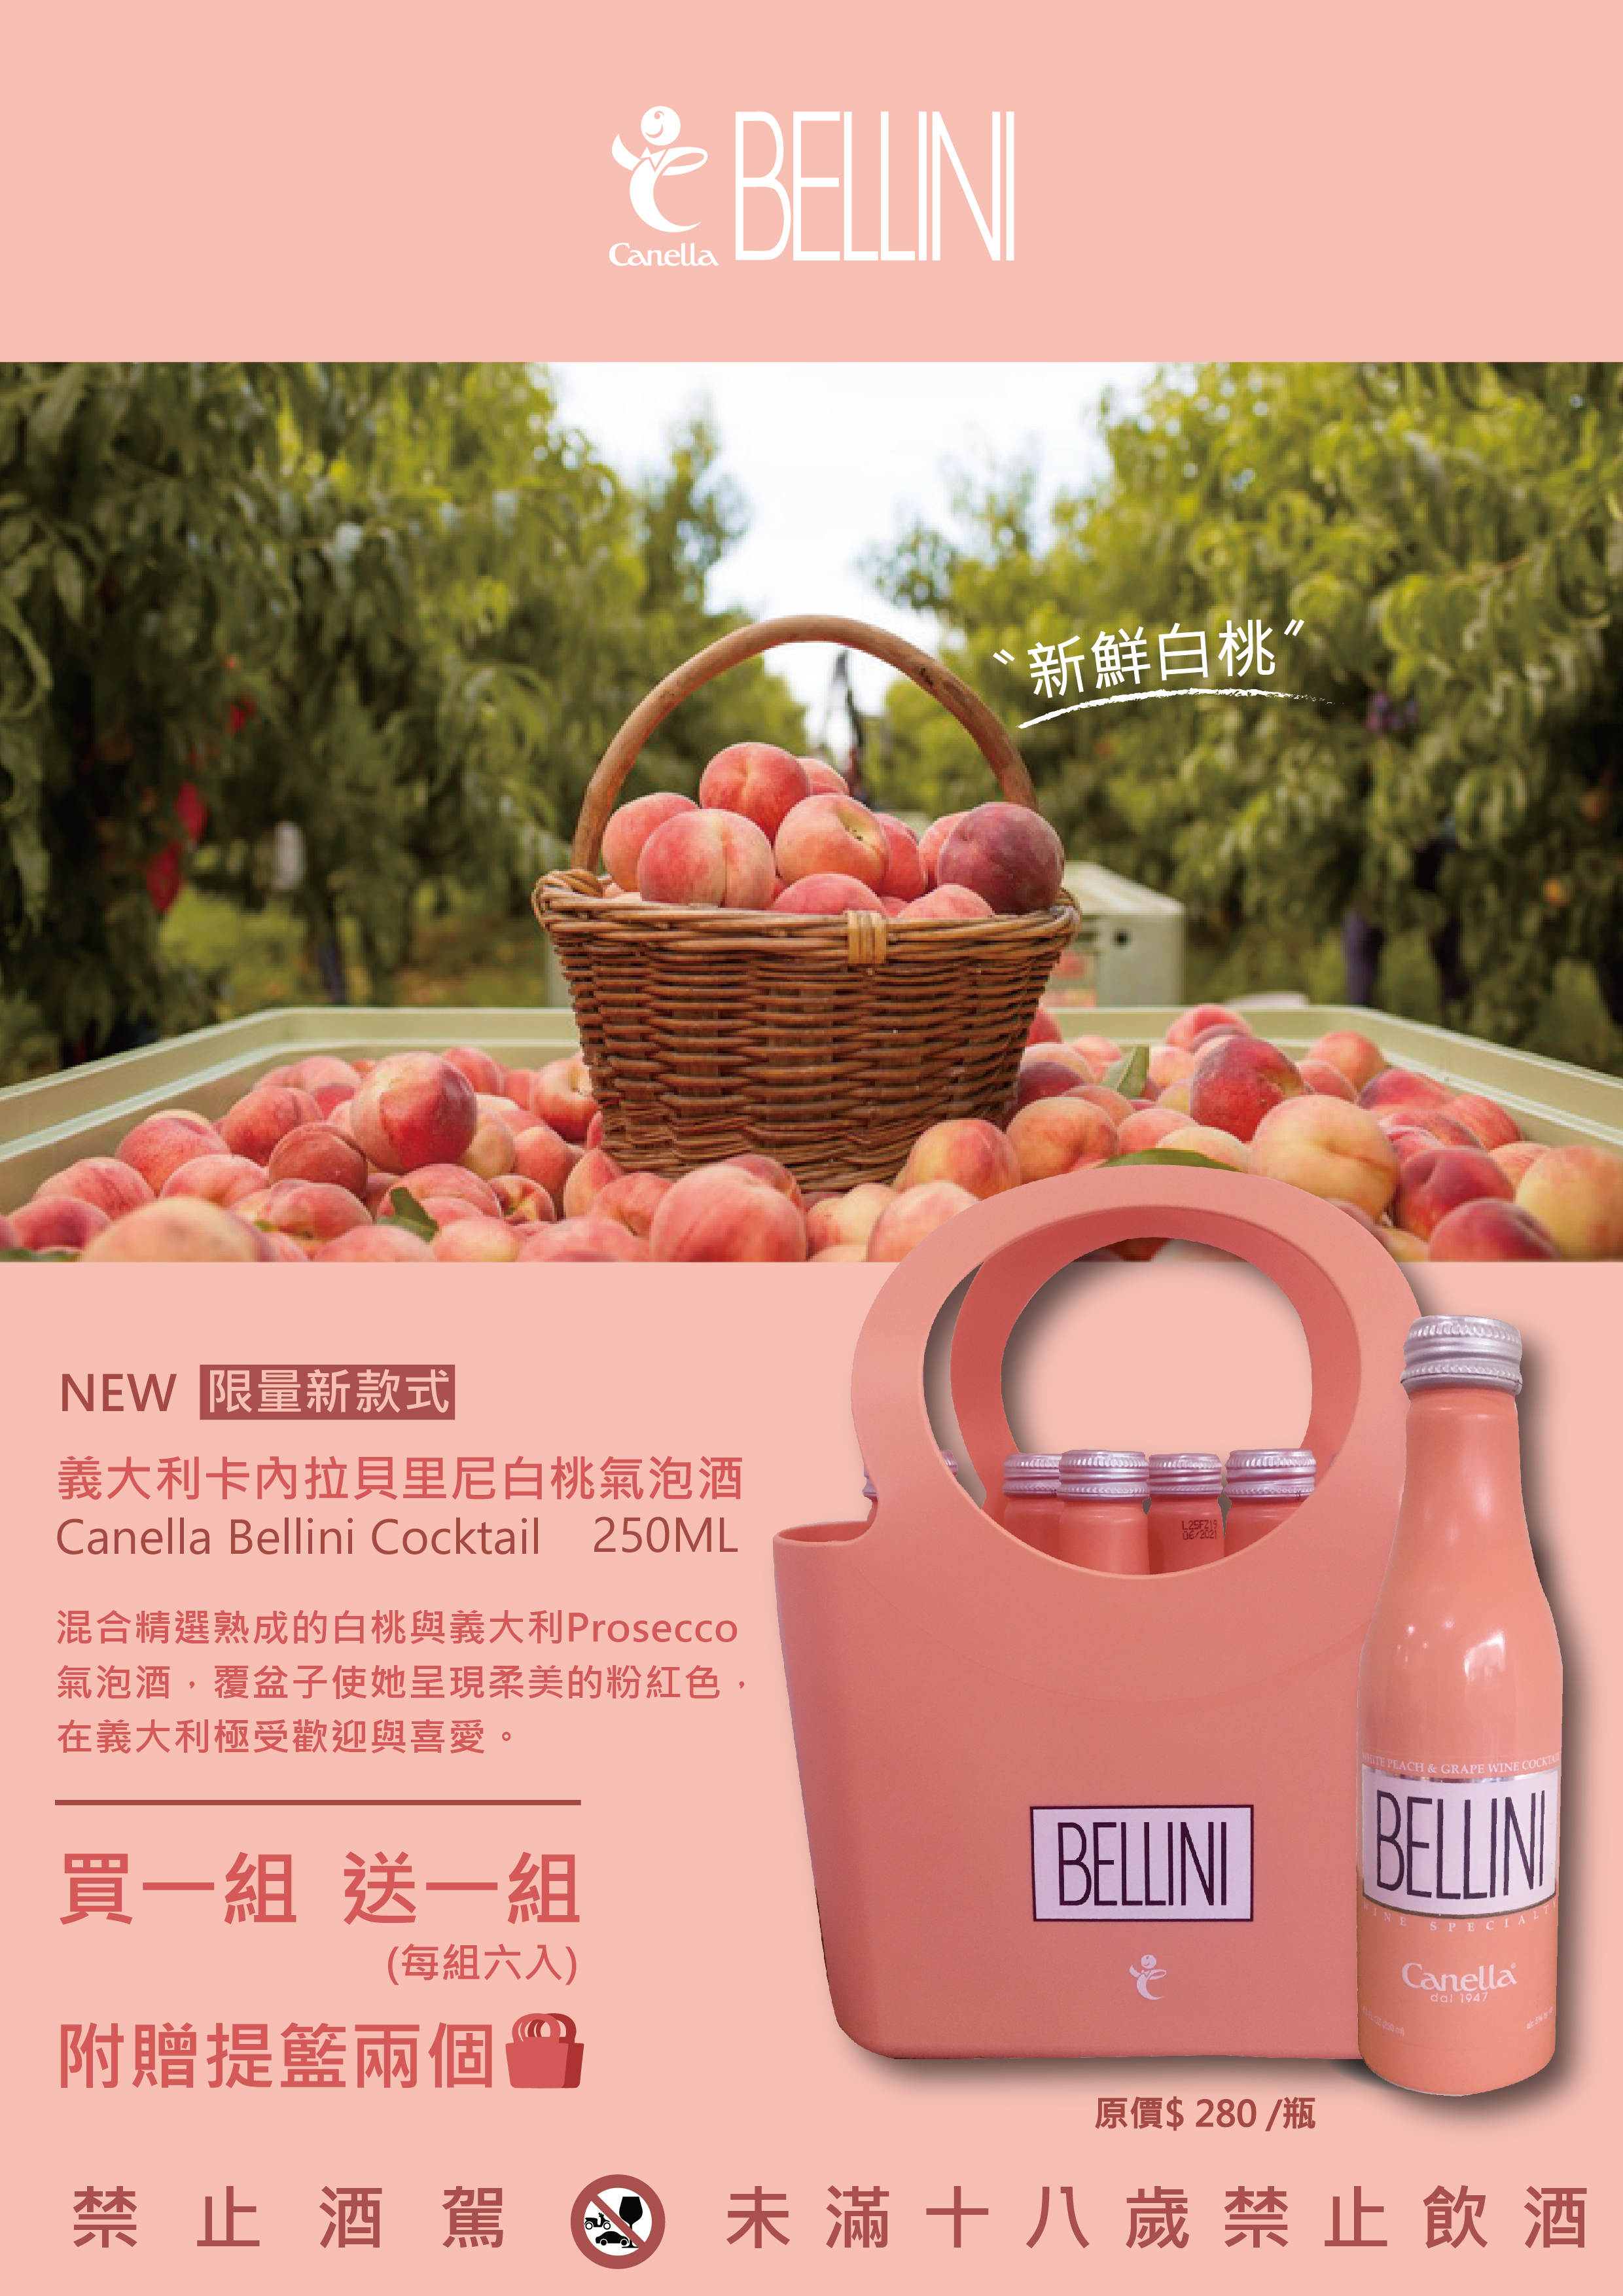 Canella
BELLINI
〝新鮮白桃〞
NEW 限量新款式
義大利卡內拉貝里尼白桃氣泡酒
Canella Bellini Cocktail 250ML
混合精選熟成的白桃與義大利Prosecco
氣泡酒，覆盆子使她呈現柔美的粉紅色，
在義大利極受歡迎與喜愛。
買一組 送一組
(每組六入)
附贈提籃兩個
L25FZ19
06/2021
BELLINI
WHITE PEACH & GRAPE WINE COCKTAIL
BELLINI
WINE SPECIALTY
Canella
dal 1947
原價$ 280 /瓶
禁止酒駕 未滿十八歲禁止飲酒